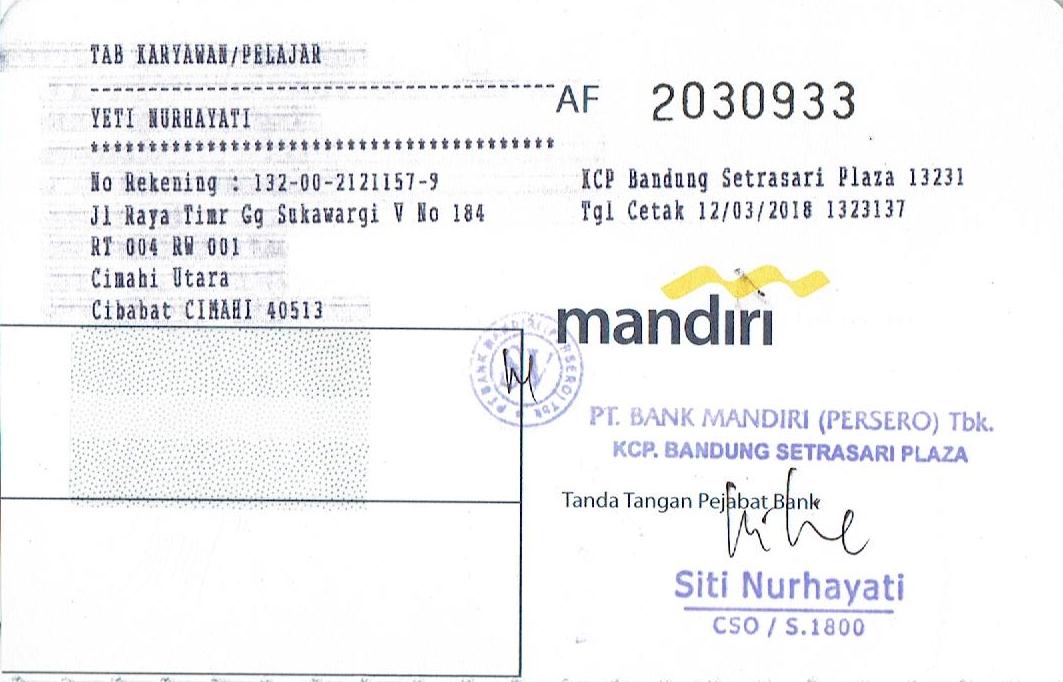 TAB KARYAWAN/PELAJAR
AF 2030933
YETI NURHAYATI
No Rekening : 132-00-2121157-9
Jl Raya Timr Gg Sukawargi V No 184
RT 004 RW 001
Cimahi Utara
Cibabat CIMAHI 40513
KCP Bandung Setrasari Plaza 13231
Tgl Cetak 12/03/2018 1323137
mandiri
PT BANK MANDIRI (PERSERO) Tbk
PT. BANK MANDIRI (PERSERO) Tbk.
KCP. BANDUNG SETRASARI PLAZA
Tanda Tangan Pejabat Bank
Siti Nurhayati
CSO / S.1800